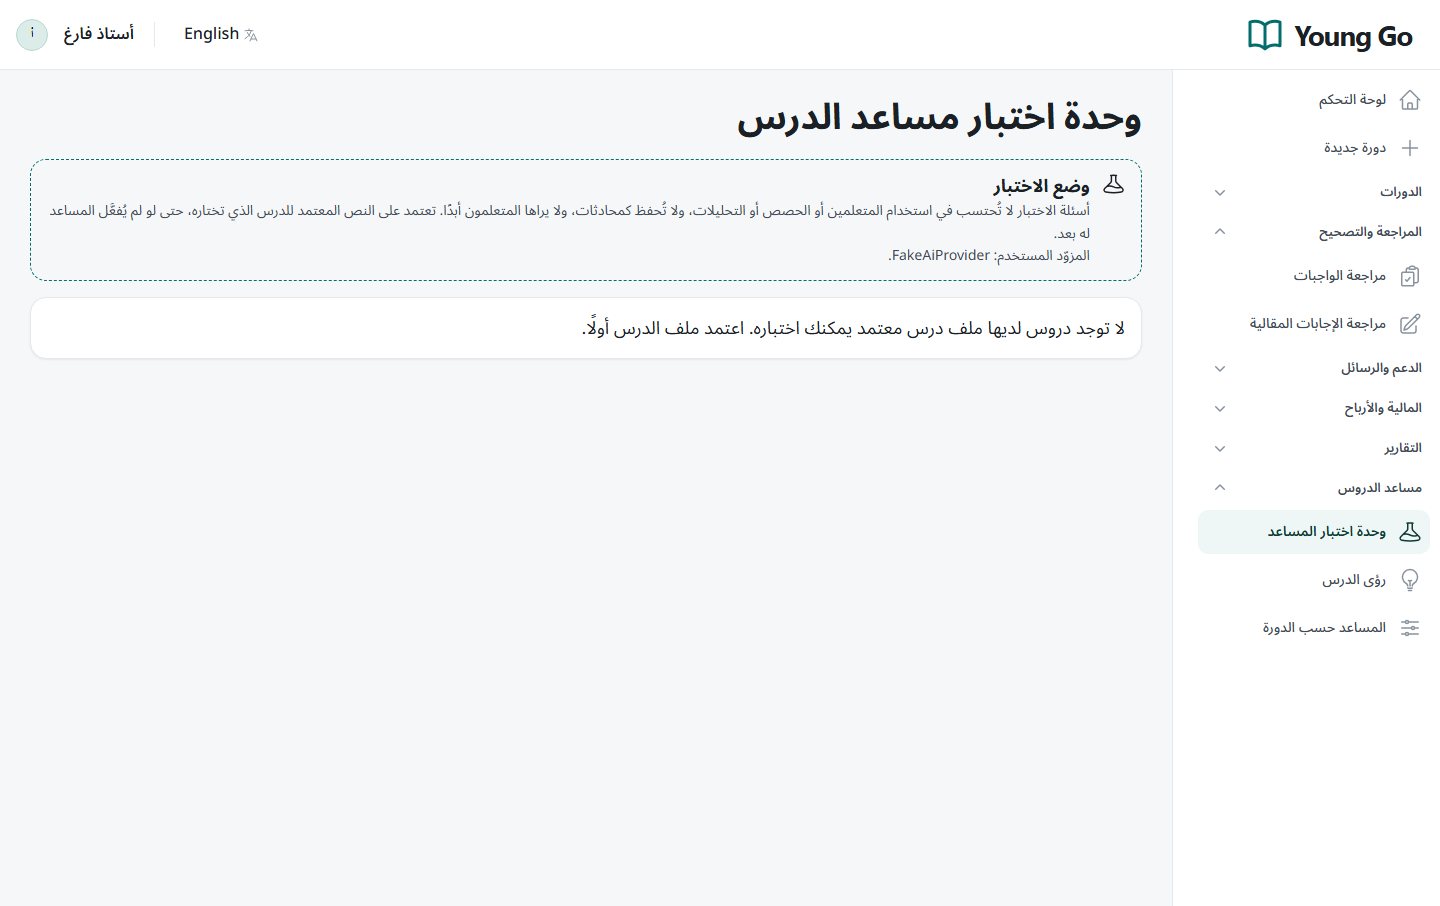 Young Go
English
أستاذ فارغ
أ
لوحة التحكم
دورة جديدة
الدورات
المراجعة والتصحيح
مراجعة الواجبات
مراجعة الإجابات المقالية
الدعم والرسائل
المالية والأرباح
التقارير
مساعد الدروس
وحدة اختبار المساعد
رؤى الدرس
المساعد حسب الدورة
وحدة اختبار مساعد الدرس
وضع الاختبار
أسئلة الاختبار لا تُحتسب في استخدام المتعلمين أو الحصص أو التحليلات، ولا تُحفظ كمحادثات، ولا يراها المتعلمون أبدًا. تعتمد على النص المعتمد للدرس الذي تختاره، حتى لو لم يُفعَّل المساعد
له بعد.
المزوّد المستخدم: FakeAiProvider.
لا توجد دروس لديها ملف درس معتمد يمكنك اختباره. اعتمد ملف الدرس أولًا.